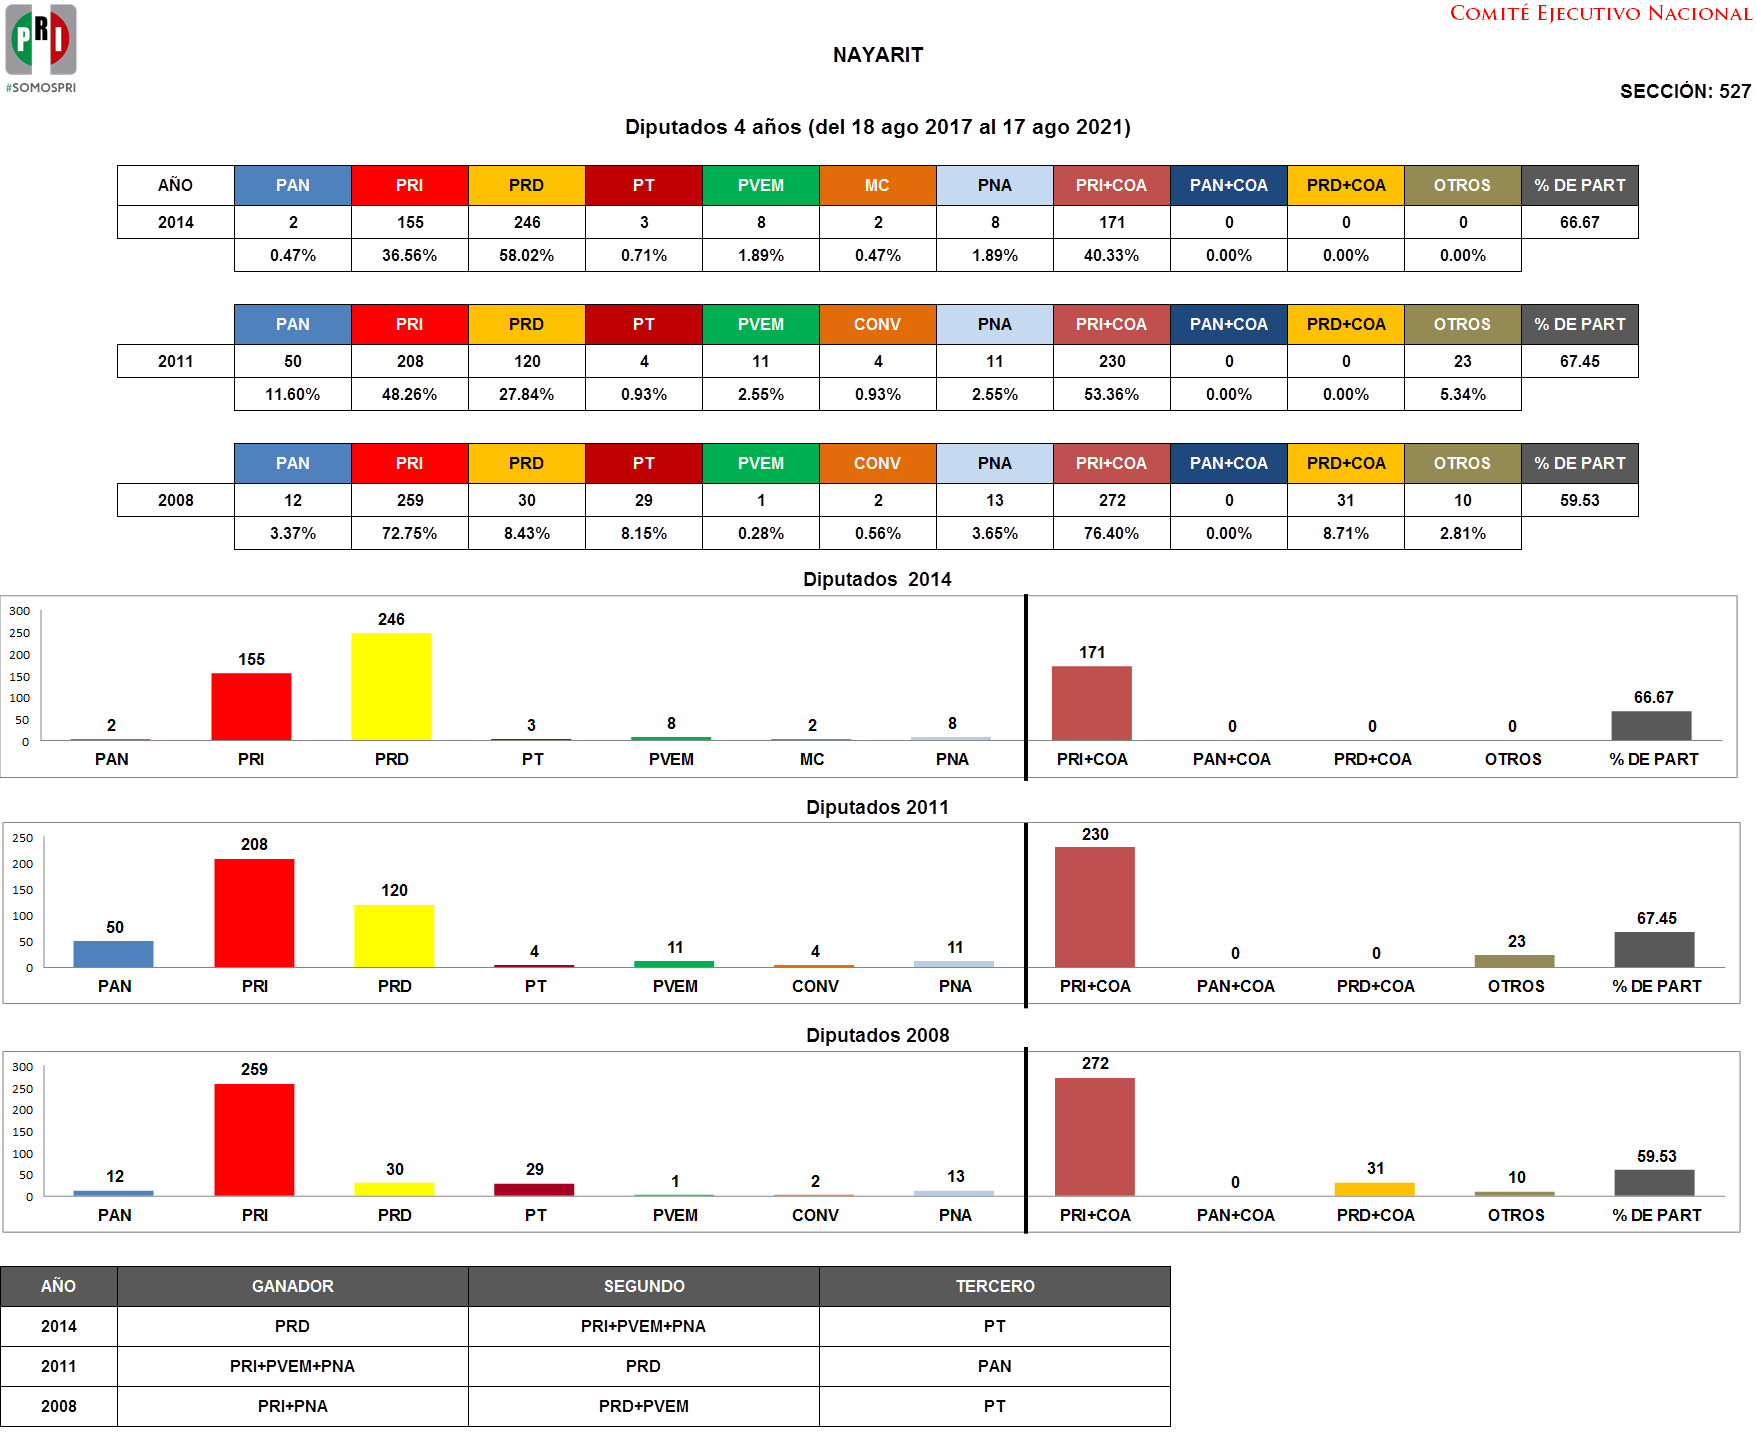 PRI
#SOMOSPRI
COMITÉ EJECUTIVO NACIONAL
NAYARIT
SECCIÓN: 527
Diputados 4 años (del 18 ago 2017 al 17 ago 2021)
AÑO PAN PRI PRD PT PVEM MC PNA PRI+COA PAN+COA PRD+COA OTROS % DE PART
2014 2 155 246 3 8 2 8 171 0 0 0 66.67
0.47% 36.56% 58.02% 0.71% 1.89% 0.47% 1.89% 40.33% 0.00% 0.00% 0.00%
PAN PRI PRD PT PVEM CONV PNA PRI+COA PAN+COA PRD+COA OTROS % DE PART
2011 50 208 120 4 11 4 11 230 0 0 23 67.45
11.60% 48.26% 27.84% 0.93% 2.55% 0.93% 2.55% 53.36% 0.00% 0.00% 5.34%
PAN PRI PRD PT PVEM CONV PNA PRI+COA PAN+COA PRD+COA OTROS % DE PART
2008 12 259 30 29 1 2 13 272 0 31 10 59.53
3.37% 72.75% 8.43% 8.15% 0.28% 0.56% 3.65% 76.40% 0.00% 8.71% 2.81%
Diputados 2014
300
250
200
150
100
50
0
2 155 246 3 8 2 8 171 0 0 0 66.67
PAN PRI PRD PT PVEM MC PNA PRI+COA PAN+COA PRD+COA OTROS % DE PART
Diputados 2011
250
200
150
100
50
0
50 208 120 4 11 4 11 230 0 0 23 67.45
PAN PRI PRD PT PVEM CONV PNA PRI+COA PAN+COA PRD+COA OTROS % DE PART
Diputados 2008
300
250
200
150
100
50
0
12 259 30 29 1 2 13 272 0 31 10 59.53
PAN PRI PRD PT PVEM CONV PNA PRI+COA PAN+COA PRD+COA OTROS % DE PART
AÑO GANADOR SEGUNDO TERCERO
2014 PRD PRI+PVEM+PNA PT
2011 PRI+PVEM+PNA PRD PAN
2008 PRI+PNA PRD+PVEM PT